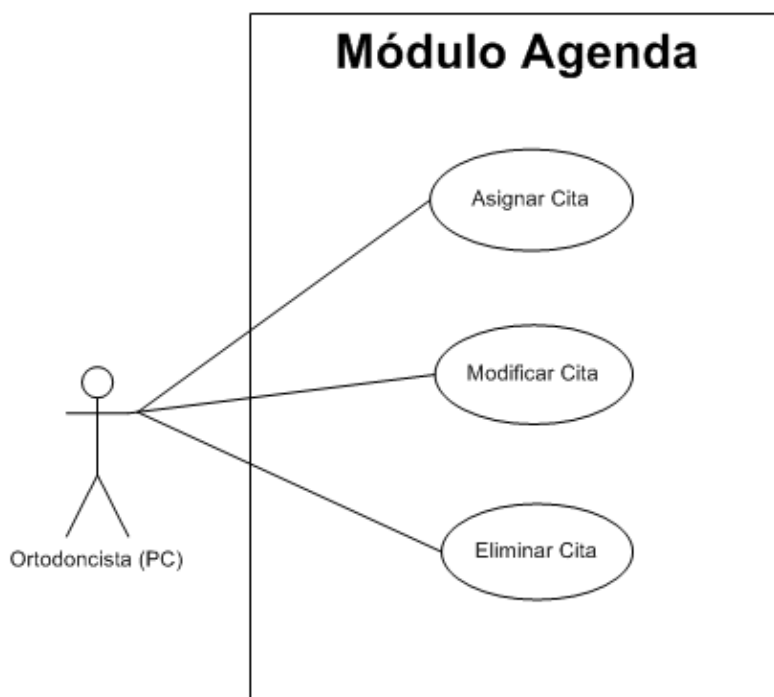 Módulo Agenda
Asignar Cita
Modificar Cita
Eliminar Cita
Ortodoncista (PC)